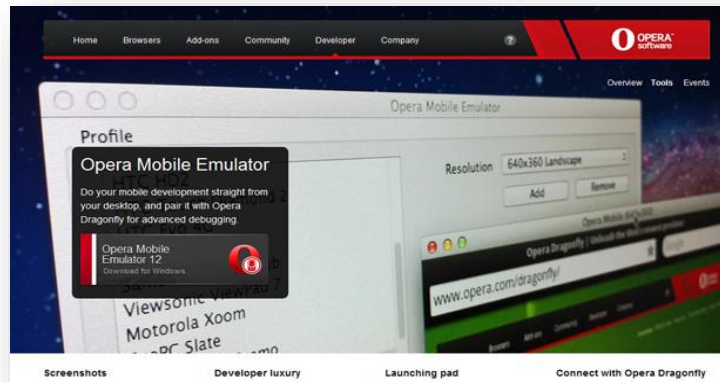 Home Browsers Add-ons Community Developer Company ?
OPERA
software
Overview Tools Events
Opera Mobile Emulator
Profile
Resolution 640x360 Landscape
Add Remove
Opera Mobile Emulator
Do your mobile development straight from
your desktop, and pair it with Opera
Dragonfly for advanced debugging.
Opera Mobile
Emulator 12
Download for Windows
HTC HD2
Viewsonic ViewPad 7
Motorola Xoom
Slate
Opera Dragonfly
www.opera.com/dragonfly/
Screenshots Developer luxury Launching pad Connect with Opera Dragonfly